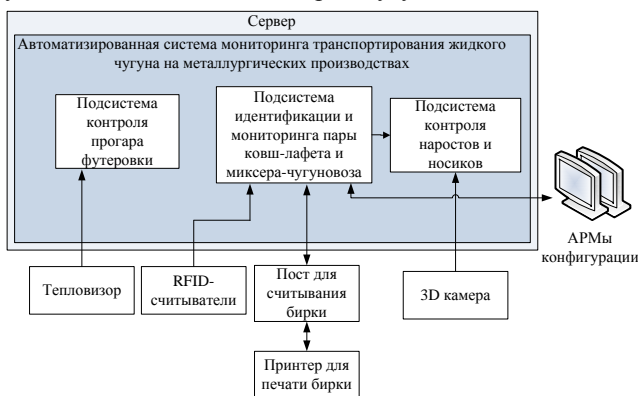 Сервер
Автоматизированная система мониторинга транспортирования жидкого
чугуна на металлургических производствах
Подсистема
контроля
прогара
футеровки
Подсистема
идентификации и
мониторинга пары
ковш-лафета и
миксера-чугуновоза
Подсистема
контроля
наростов и
носиков
АРМы
конфигурации
Тепловизор
RFID-
считыватели
Пост для
считывания
бирки
3D камера
Принтер для
печати бирки